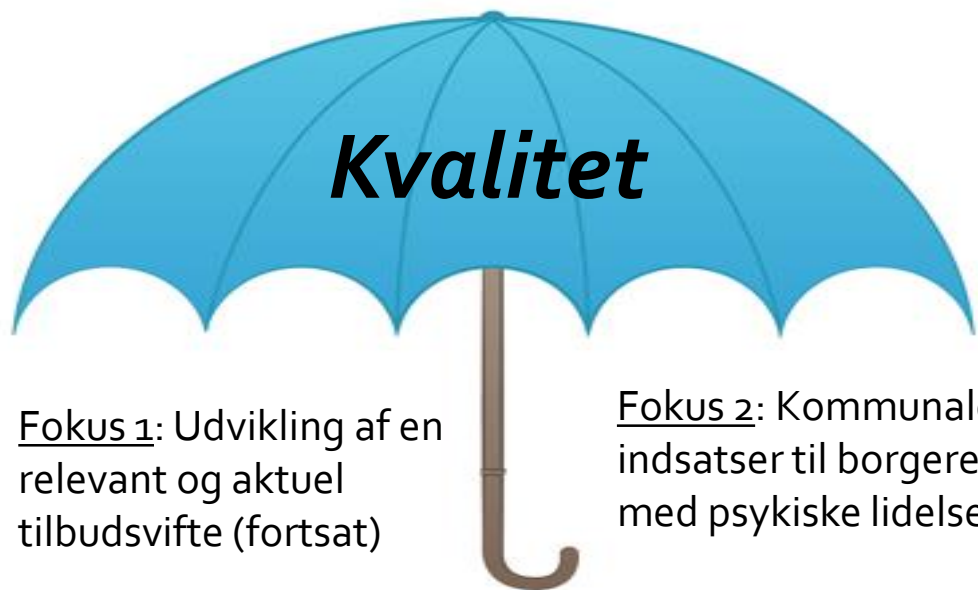 Kvalitet
Fokus 1: Udvikling af en
relevant og aktuel
tilbudsvifte (fortsat)
Fokus 2: Kommunale
indsatser til borgere
med psykiske lidelse